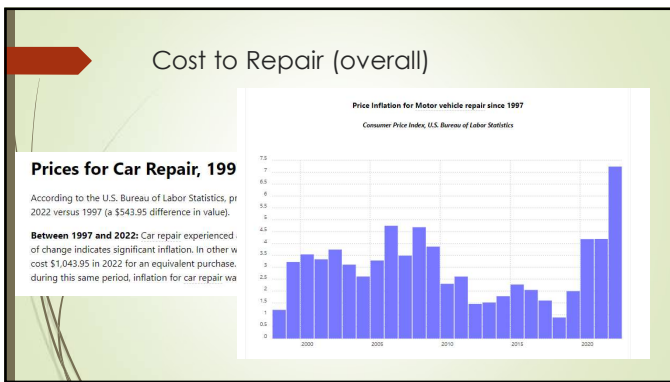 Cost to Repair (overall)
Price Inflation for Motor vehicle repair since 1997
Consumer Price Index, U.S. Bureau of Labor Statistics
Prices for Car Repair, 199
According to the U.S. Bureau of Labor Statistics, pr
2022 versus 1997 (a $543.95 difference in value).
Between 1997 and 2022: Car repair experienced
of change indicates significant inflation. In other w
cost $1,043.95 in 2022 for an equivalent purchase.
during this same period, inflation for car repair wa
7.5
7
6.5
6
5.5
5
4.5
4
3.5
3
2.5
2
1.5
1
0.5
0
2000 2005 2010 2015 2020